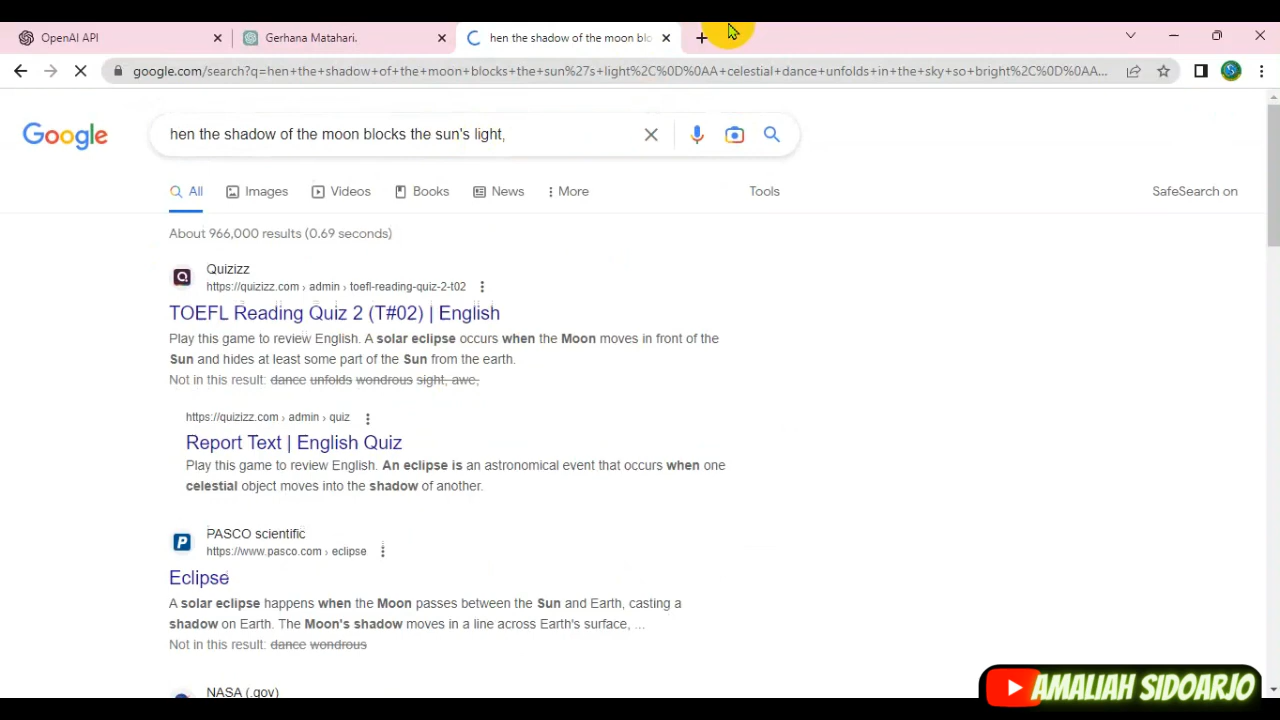 OpenAI API
Gerhana Matahari.
hen the shadow of the moon blo
google.com/search?q=hen+the+shadow+of+the+moon+blocks+the+sun%27s+light%2C%0D%0AA+celestial+dance+unfolds+in+the+sky+so+bright%2C%0D%0AA...
Google
hen the shadow of the moon blocks the sun's light,
All
Images
Videos
Books
News
More
Tools
SafeSearch on
About 966,000 results (0.69 seconds)
Quizizz
https://quizizz.com › admin › toefl-reading-quiz-2-t02
TOEFL Reading Quiz 2 (T#02) | English
Play this game to review English. A solar eclipse occurs when the Moon moves in front of the
Sun and hides at least some part of the Sun from the earth.
Not in this result: dance unfolds wondrous sight, awe,
https://quizizz.com › admin › quiz
Report Text | English Quiz
Play this game to review English. An eclipse is an astronomical event that occurs when one
celestial object moves into the shadow of another.
PASCO scientific
https://www.pasco.com › eclipse
Eclipse
A solar eclipse happens when the Moon passes between the Sun and Earth, casting a
shadow on Earth. The Moon's shadow moves in a line across Earth's surface, ...
Not in this result: dance wondrous
NASA (.gov)
AMALIAH SIDOARJO